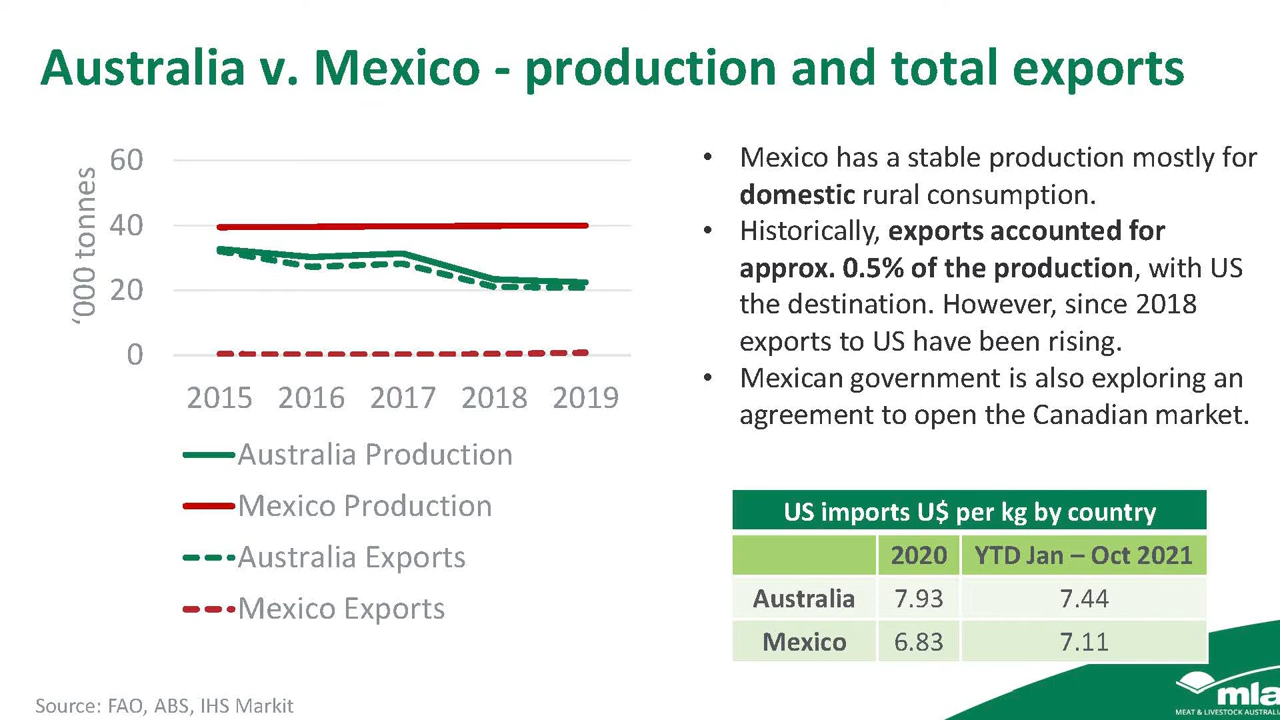 Australia v. Mexico - production and total exports
'000 tonnes
60
40
20
0
2015 2016 2017 2018 2019
Australia Production
Mexico Production
Australia Exports
Mexico Exports
• Mexico has a stable production mostly for
domestic rural consumption.
• Historically, exports accounted for
approx. 0.5% of the production, with US
the destination. However, since 2018
exports to US have been rising.
• Mexican government is also exploring an
agreement to open the Canadian market.
US imports U$ per kg by country
2020 YTD Jan – Oct 2021
Australia 7.93 7.44
Mexico 6.83 7.11
Source: FAO, ABS, IHS Markit
mla
MEAT & LIVESTOCK AUSTRALI